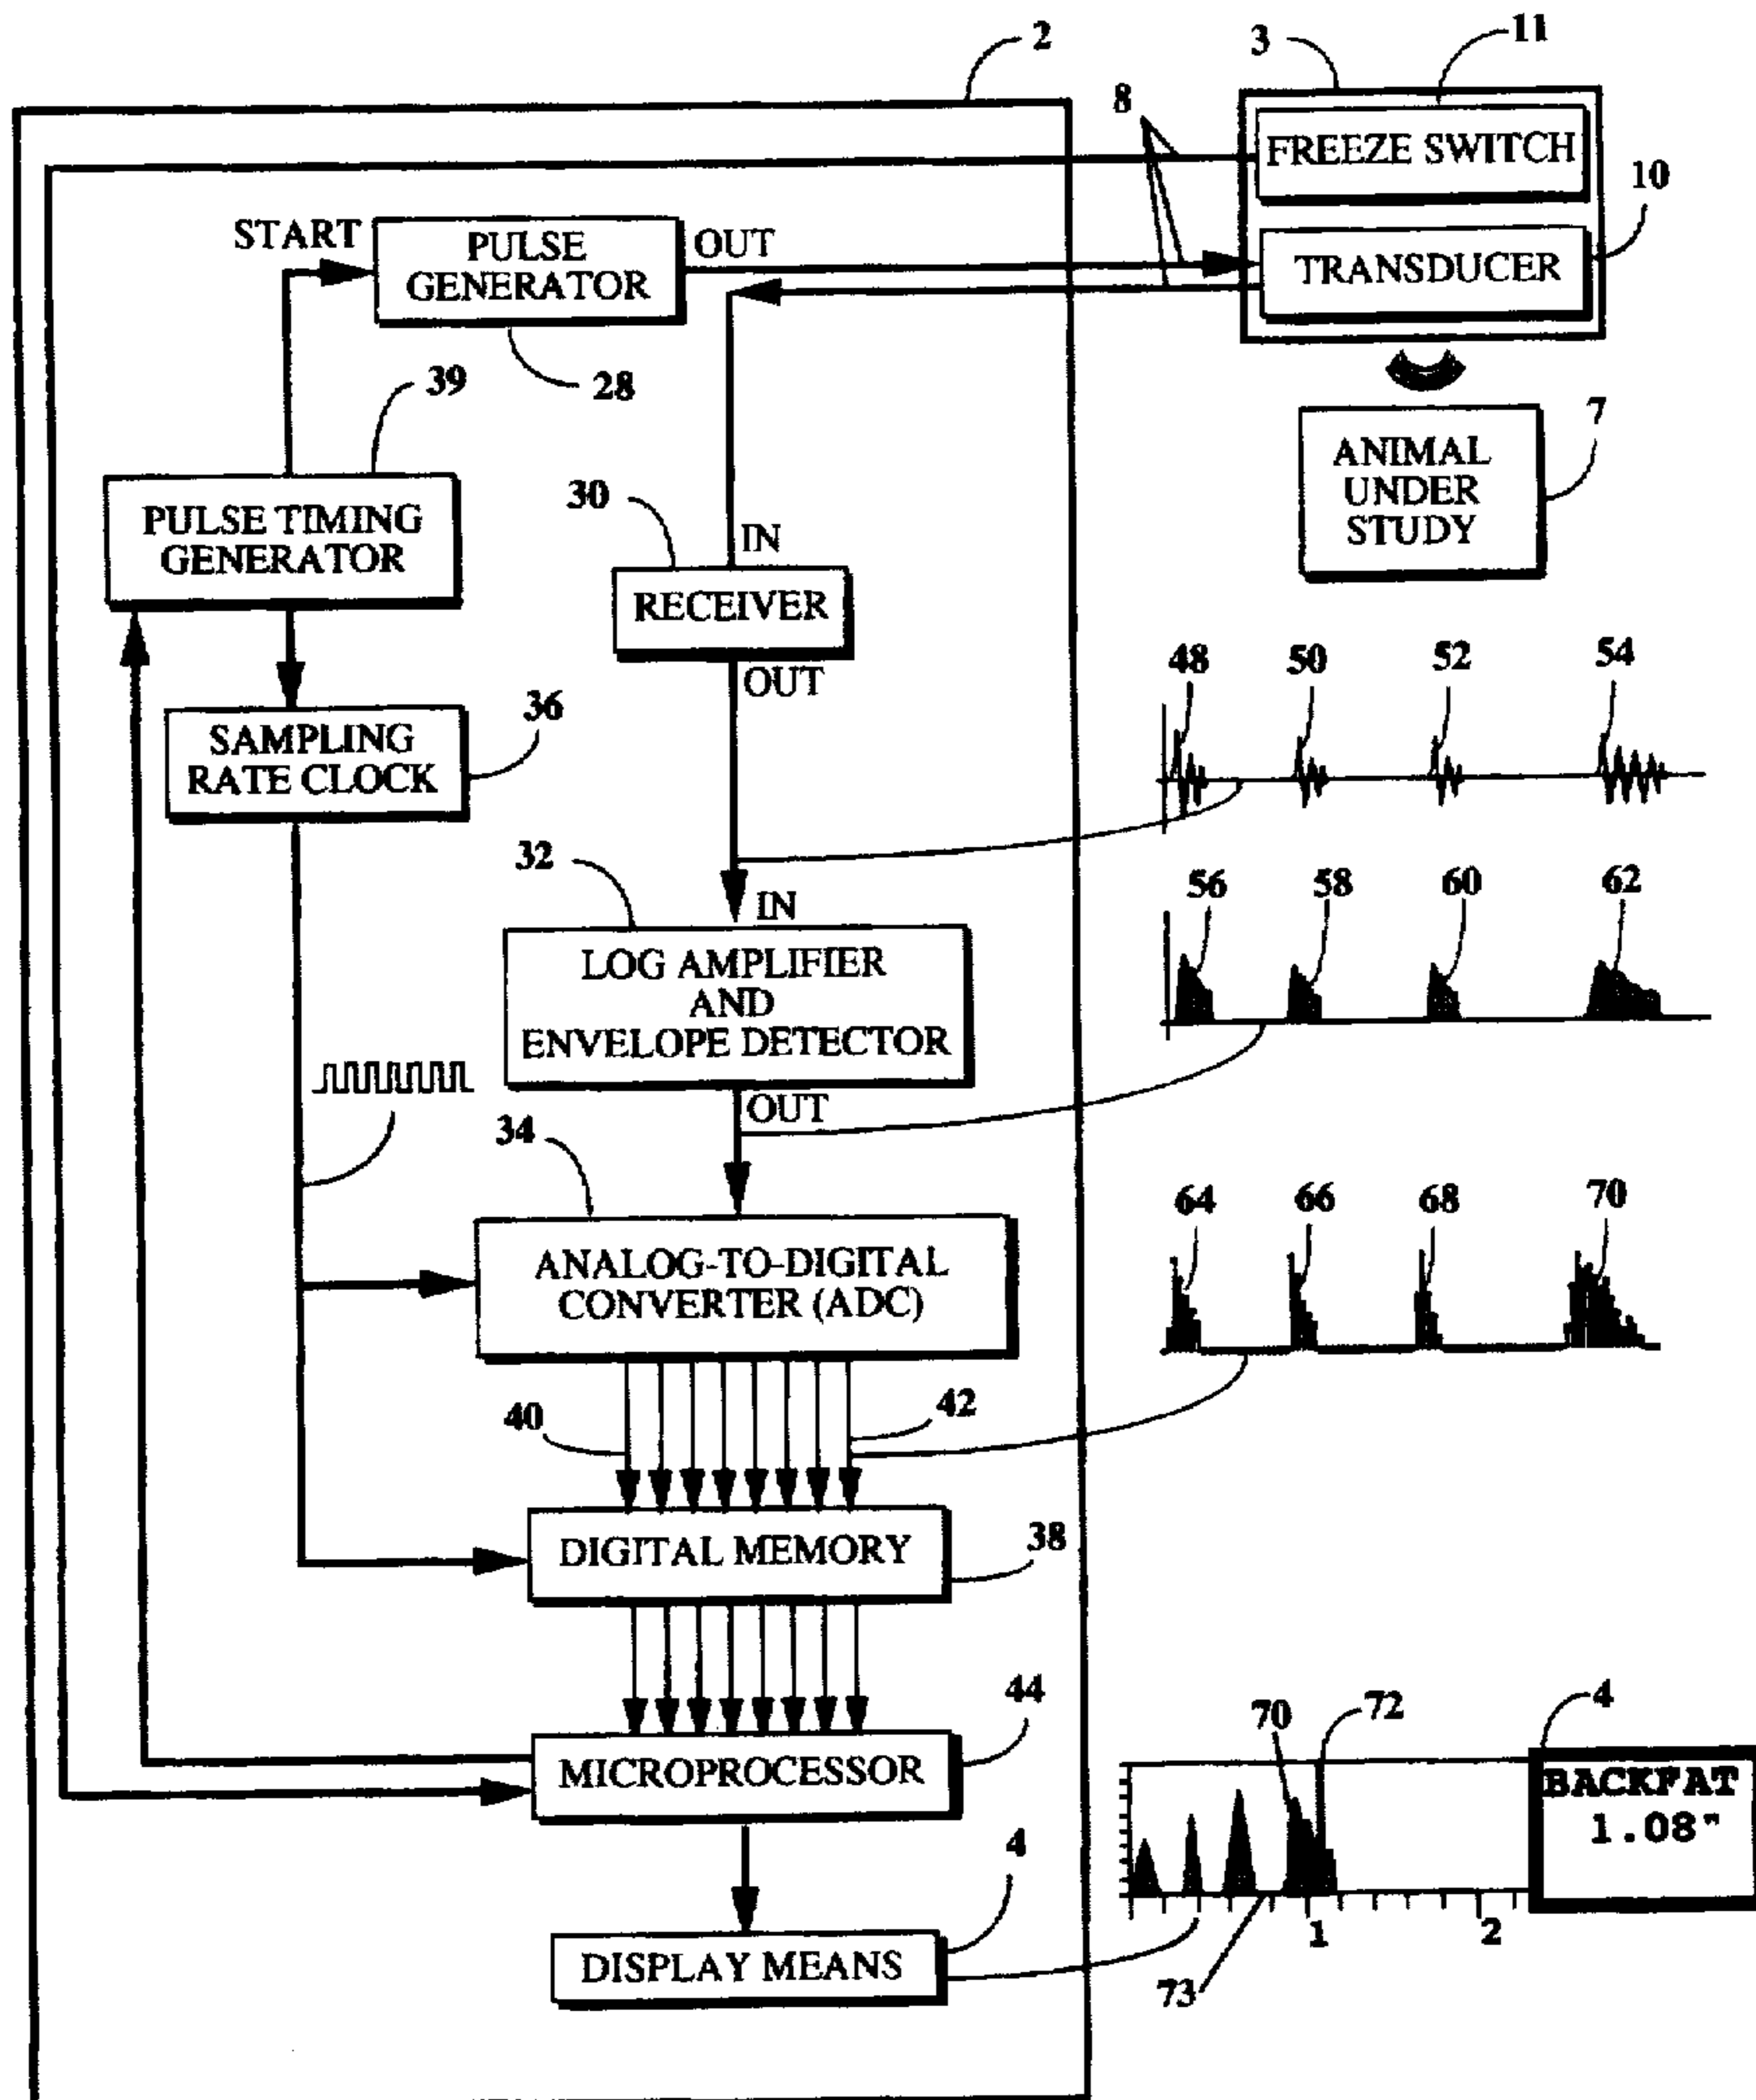 2
3
11
8
FREEZE SWITCH
10
START
PULSE
GENERATOR
OUT
TRANSDUCER
28
39
7
ANIMAL
UNDER
STUDY
PULSE TIMING
GENERATOR
30
IN
RECEIVER
OUT
48
50
52
54
36
SAMPLING
RATE CLOCK
32
IN
56
58
60
62
LOG AMPLIFIER
AND
ENVELOPE DETECTOR
OUT
34
64
66
68
70
ANALOG-TO-DIGITAL
CONVERTER (ADC)
40
42
DIGITAL MEMORY
38
44
MICROPROCESSOR
70
72
4
BACKFAT
1.08"
4
1
2
DISPLAY MEANS
73